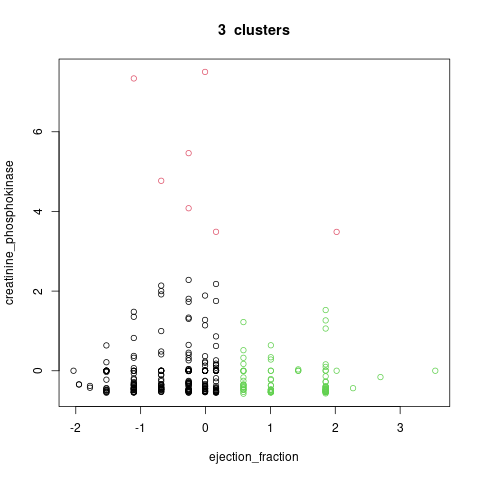 3 clusters
creatinine_phosphokinase
6
4
2
0
-2 -1 0 1 2 3
ejection_fraction